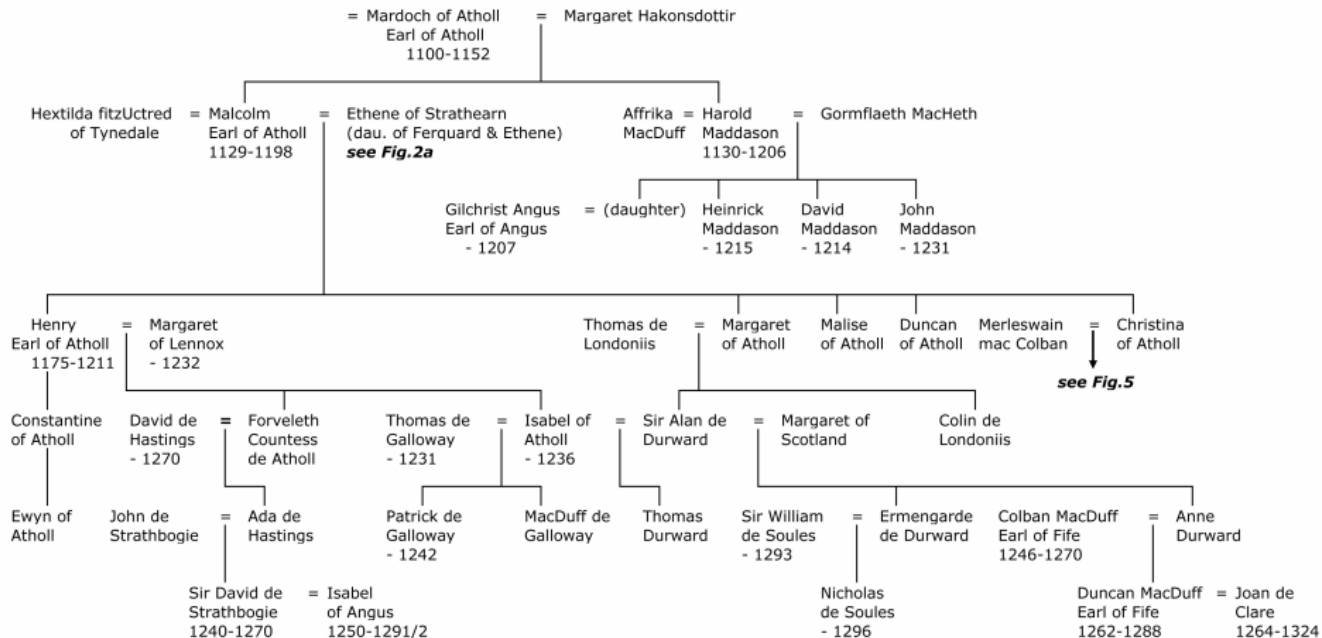 = Mardoch of Atholl = Margaret Hakonsdottir
Earl of Atholl
1100-1152
Hextilda fitzUctred = Malcolm = Ethene of Strathearn
of Tynedale Earl of Atholl (dau. of Ferquard & Ethene)
1129-1198 see Fig.2a
Affrika = Harold = Gormflaeth MacHeth
MacDuff Maddason
1130-1206
Gilchrist Angus = (daughter) Heinrick David John
Earl of Angus Maddason Maddason Maddason
- 1207 - 1215 - 1214 - 1231
Henry = Margaret Thomas de = Margaret Malise Duncan Merleswain = Christina
Earl of Atholl of Lennox Londoniis of Atholl of Atholl of Atholl mac Colban of Atholl
1175-1211 - 1232 see Fig.5
Constantine David de = Forveleth Thomas de = Isabel of = Sir Alan de = Margaret of Colin de
of Atholl Hastings Countess Galloway Atholl Durward Scotland Londoniis
- 1270 de Atholl - 1231 - 1236
Ewyn of John de = Ada de Patrick de MacDuff de Thomas Sir William = Ermengarde Colban MacDuff = Anne
Atholl Strathbogie Hastings Galloway Galloway Durward de Soules de Durward Earl of Fife Durward
- 1242 - 1293 1246-1270
Sir David de = Isabel Nicholas Duncan MacDuff = Joan de
Strathbogie of Angus de Soules Earl of Fife Clare
1240-1270 1250-1291/2 - 1296 1262-1288 1264-1324